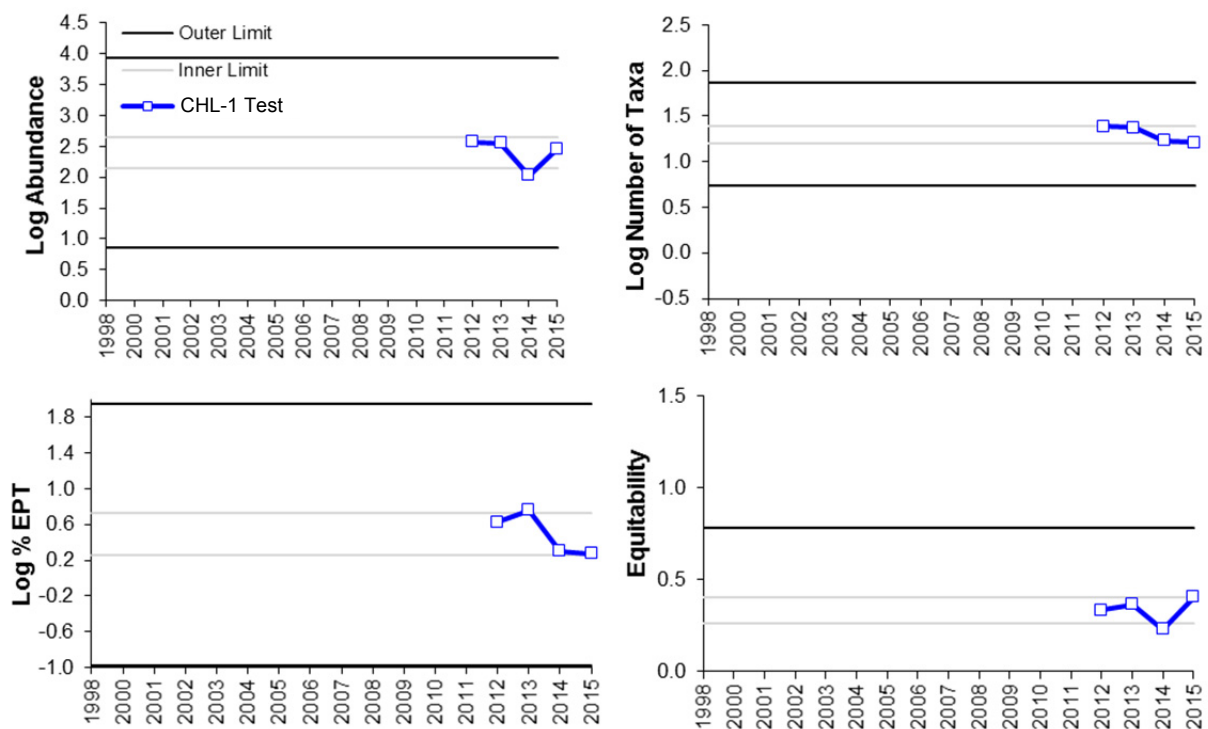 Log Abundance
4.5
4.0
3.5
3.0
2.5
2.0
1.5
1.0
0.5
0.0
Outer Limit
Inner Limit
CHL-1 Test
1998 2000 2001 2002 2003 2004 2005 2006 2007 2008 2009 2010 2011 2012 2013 2014 2015
Log Number of Taxa
2.5
2.0
1.5
1.0
0.5
0.0
-0.5
1998 2000 2001 2002 2003 2004 2005 2006 2007 2008 2009 2010 2011 2012 2013 2014 2015
Log % EPT
1.8
1.4
1.0
0.6
0.2
-0.2
-0.6
-1.0
1998 2000 2001 2002 2003 2004 2005 2006 2007 2008 2009 2010 2011 2012 2013 2014 2015
Equitability
1.5
1.0
0.5
0.0
1998 2000 2001 2002 2003 2004 2005 2006 2007 2008 2009 2010 2011 2012 2013 2014 2015